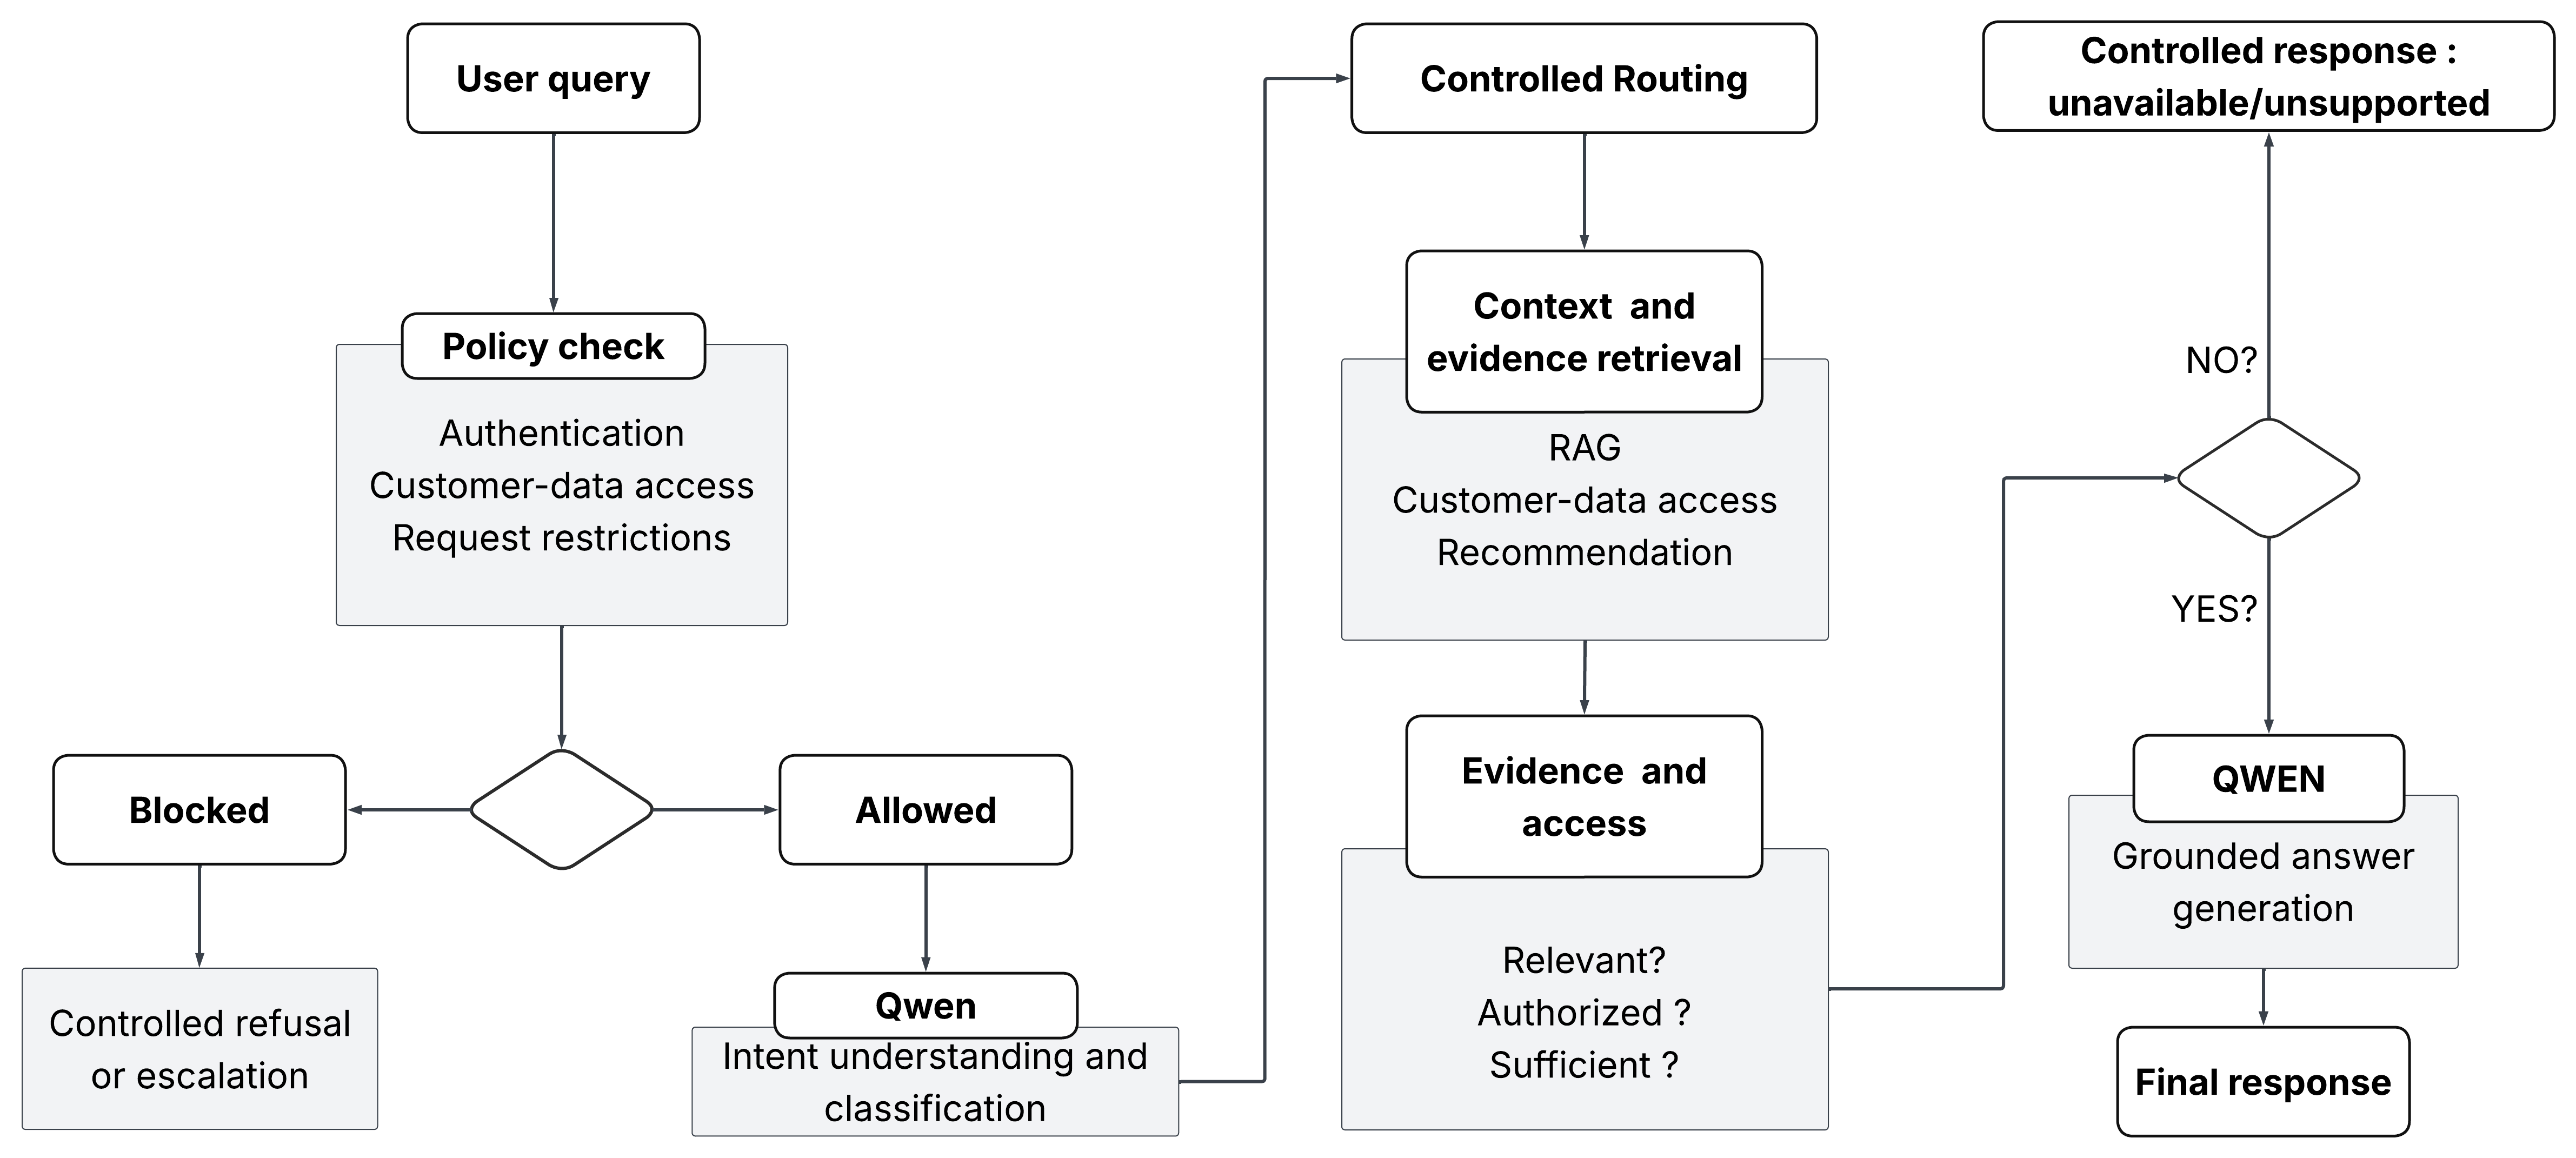 User query
Policy check
Authentication
Customer-data access
Request restrictions
Blocked
Allowed
Controlled refusal
or escalation
Qwen
Intent understanding and
classification
Controlled Routing
Context  and
evidence retrieval
RAG
Customer-data access
Recommendation
Evidence  and
access
Relevant?
Authorized ?
Sufficient ?
Controlled response :
unavailable/unsupported
NO?
YES?
QWEN
Grounded answer
generation
Final response